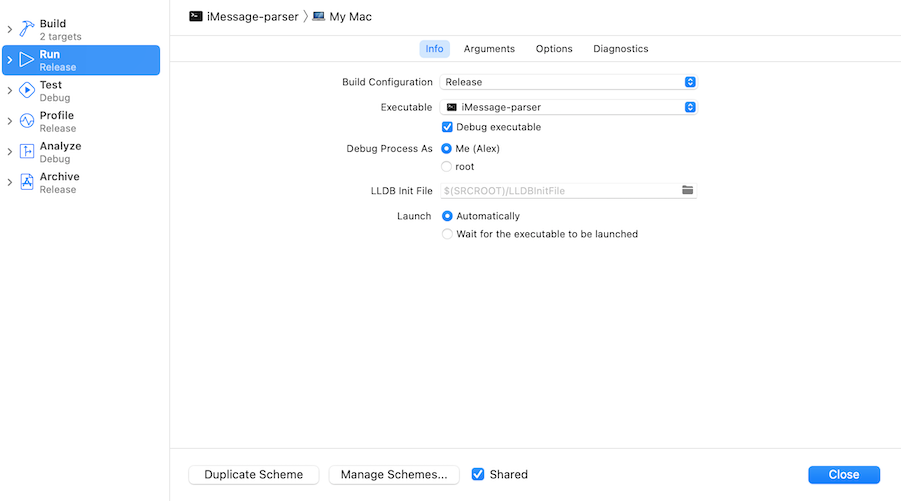 iMessage-parser 〉 My Mac
Build
2 targets
Run
Release
Test
Debug
Profile
Release
Analyze
Debug
Archive
Release
Info Arguments Options Diagnostics
Build Configuration Release
Executable iMessage-parser
Debug executable
Debug Process As Me (Alex)
root
LLDB Init File $(SRCROOT)/LLDBInitFile
Launch Automatically
Wait for the executable to be launched
Duplicate Scheme Manage Schemes... Shared Close